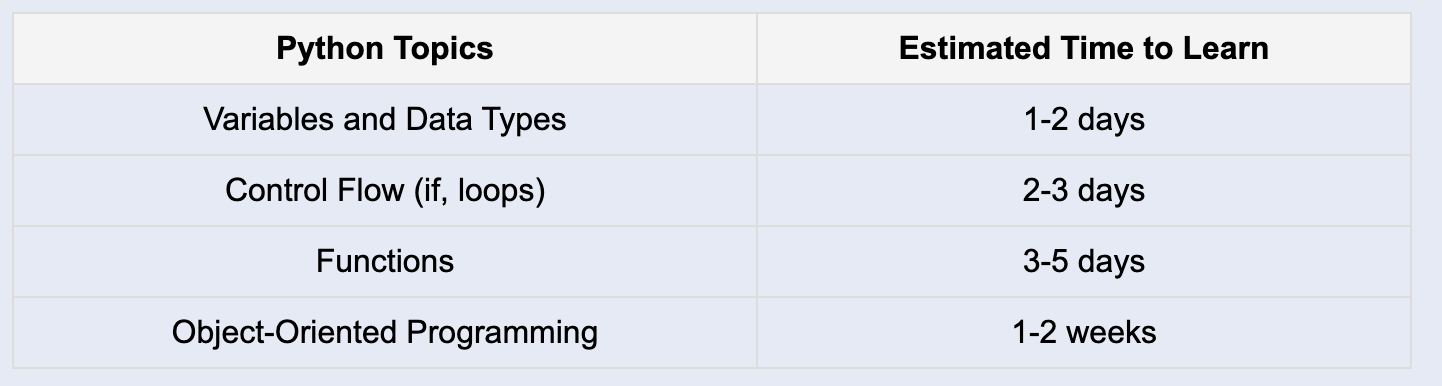 Python Topics Estimated Time to Learn
Variables and Data Types 1-2 days
Control Flow (if, loops) 2-3 days
Functions 3-5 days
Object-Oriented Programming 1-2 weeks